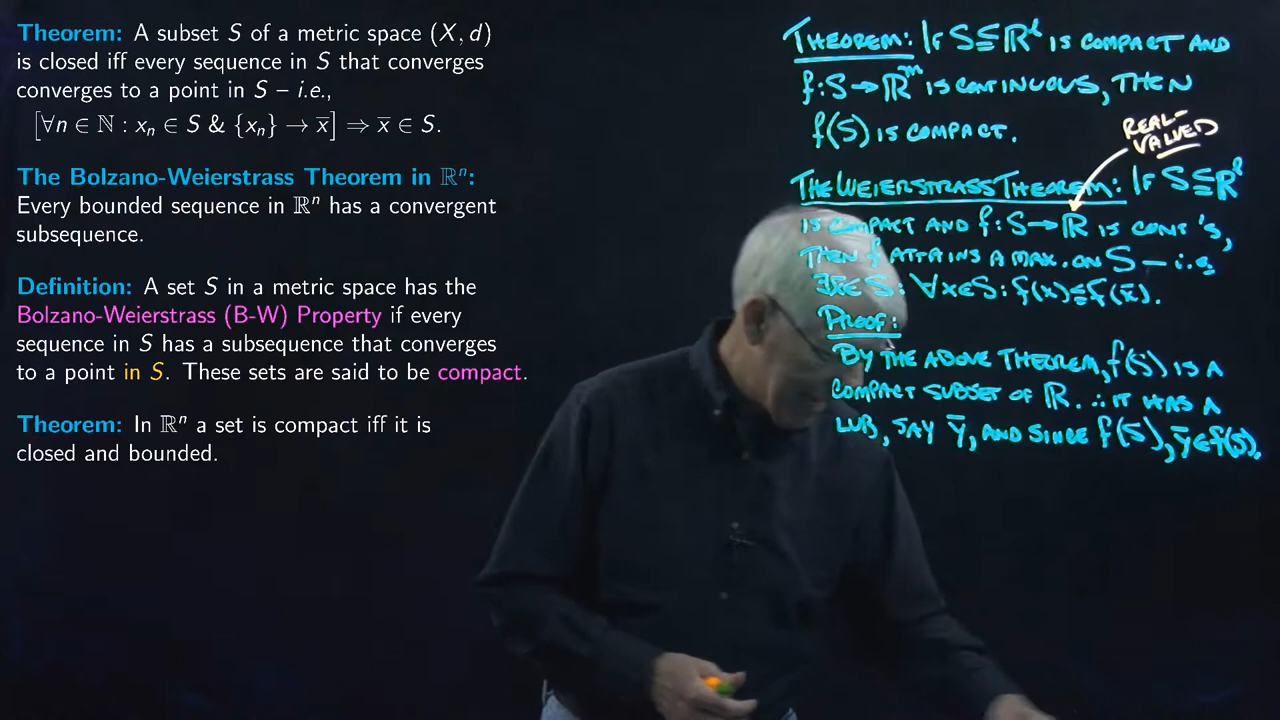 Theorem: A subset S of a metric space (X, d)
is closed iff every sequence in S that converges
converges to a point in S – i.e.,
[∀n ∈ ℕ : xₙ ∈ S & {xₙ} → x̄] ⇒ x̄ ∈ S.
The Bolzano-Weierstrass Theorem in ℝⁿ:
Every bounded sequence in ℝⁿ has a convergent
subsequence.
Definition: A set S in a metric space has the
Bolzano-Weierstrass (B-W) Property if every
sequence in S has a subsequence that converges
to a point in S. These sets are said to be compact.
Theorem: In ℝⁿ a set is compact iff it is
closed and bounded.
THEOREM: IF S⊆ℝˡ IS COMPACT AND
f:S→ℝᵐ IS CONTINUOUS, THEN
f(S) IS COMPACT.
REAL-
VALUED
THE WEIERSTRASS THEOREM: IF S⊆ℝˡ
IS COMPACT AND f:S→ℝ IS CONT'S,
THEN f ATTAINS A MAX. ON S — i.e,
∃x̄∈S: ∀x∈S: f(x)≦f(x̄).
PROOF:
BY THE ABOVE THEOREM, f(S) IS A
COMPACT SUBSET OF ℝ. ∴ IT HAS A
LUB, SAY ȳ, AND SINCE f(S), ȳ∈f(S).